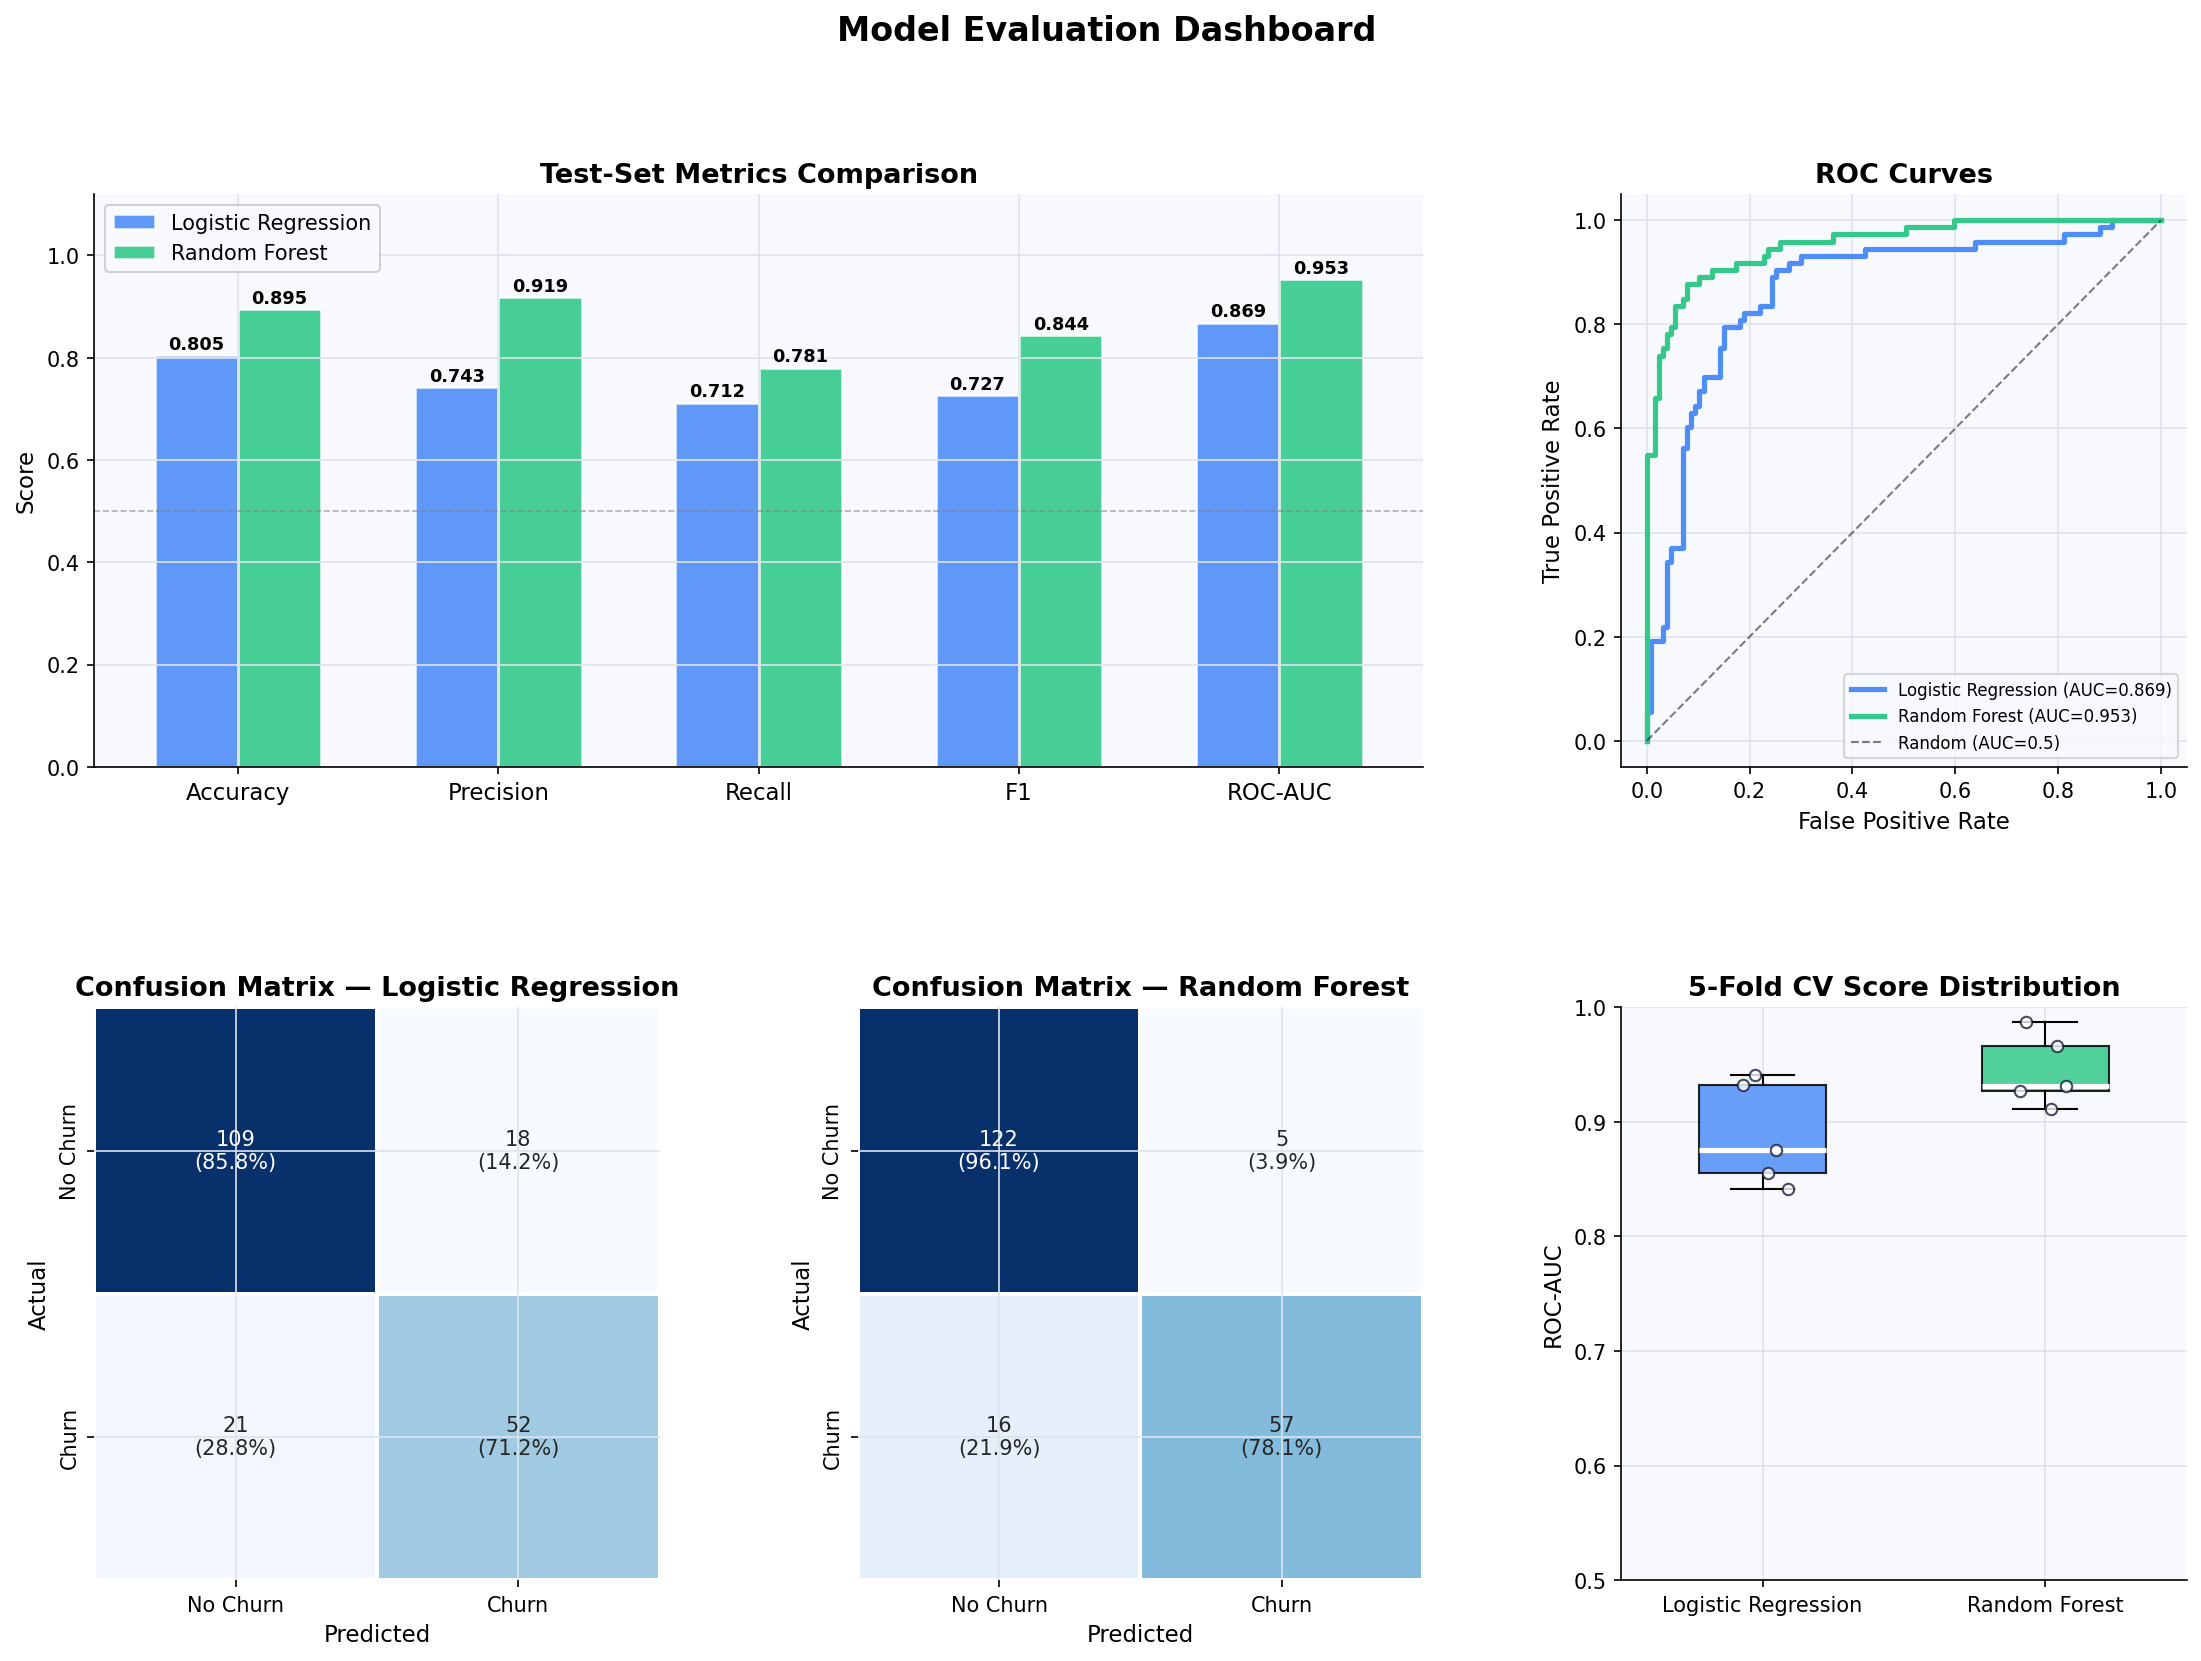 Model Evaluation Dashboard
Test-Set Metrics Comparison
Logistic Regression
Random Forest
Score
1.0
0.8
0.6
0.4
0.2
0.0
0.805
0.895
0.743
0.919
0.712
0.781
0.727
0.844
0.869
0.953
Accuracy
Precision
Recall
F1
ROC-AUC
ROC Curves
True Positive Rate
1.0
0.8
0.6
0.4
0.2
0.0
Logistic Regression (AUC=0.869)
Random Forest (AUC=0.953)
Random (AUC=0.5)
0.0
0.2
0.4
0.6
0.8
1.0
False Positive Rate
Confusion Matrix — Logistic Regression
Actual
No Churn
Churn
109
(85.8%)
18
(14.2%)
21
(28.8%)
52
(71.2%)
No Churn
Churn
Predicted
Confusion Matrix — Random Forest
Actual
No Churn
Churn
122
(96.1%)
5
(3.9%)
16
(21.9%)
57
(78.1%)
No Churn
Churn
Predicted
5-Fold CV Score Distribution
ROC-AUC
1.0
0.9
0.8
0.7
0.6
0.5
Logistic Regression
Random Forest